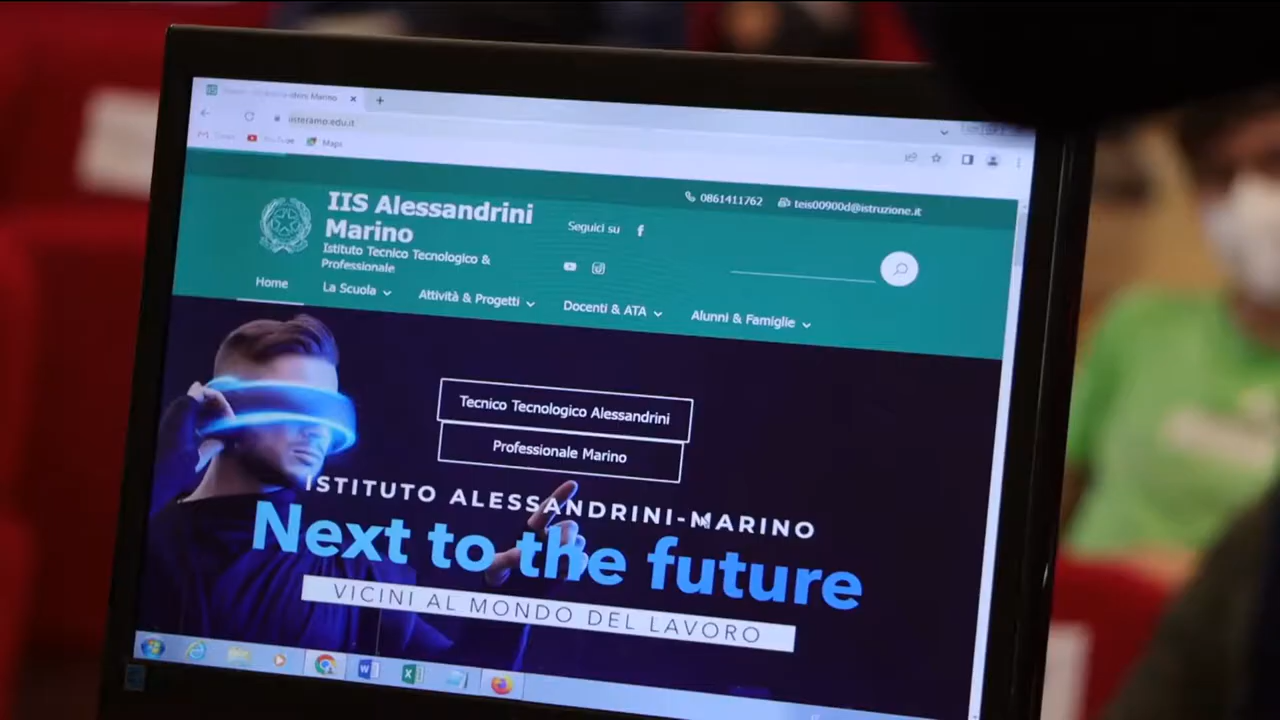 Marino
isteramo.edu.it
YouTube
Maps
IIS Alessandrini
Marino
Istituto Tecnico Tecnologico &
Professionale
Seguici su
0861411762
teis00900d@istruzione.it
Home
La Scuola
Attività & Progetti
Docenti & ATA
Alunni & Famiglie
Tecnico Tecnologico Alessandrini
Professionale Marino
ISTITUTO ALESSANDRINI-MARINO
Next to the future
VICINI AL MONDO DEL LAVORO